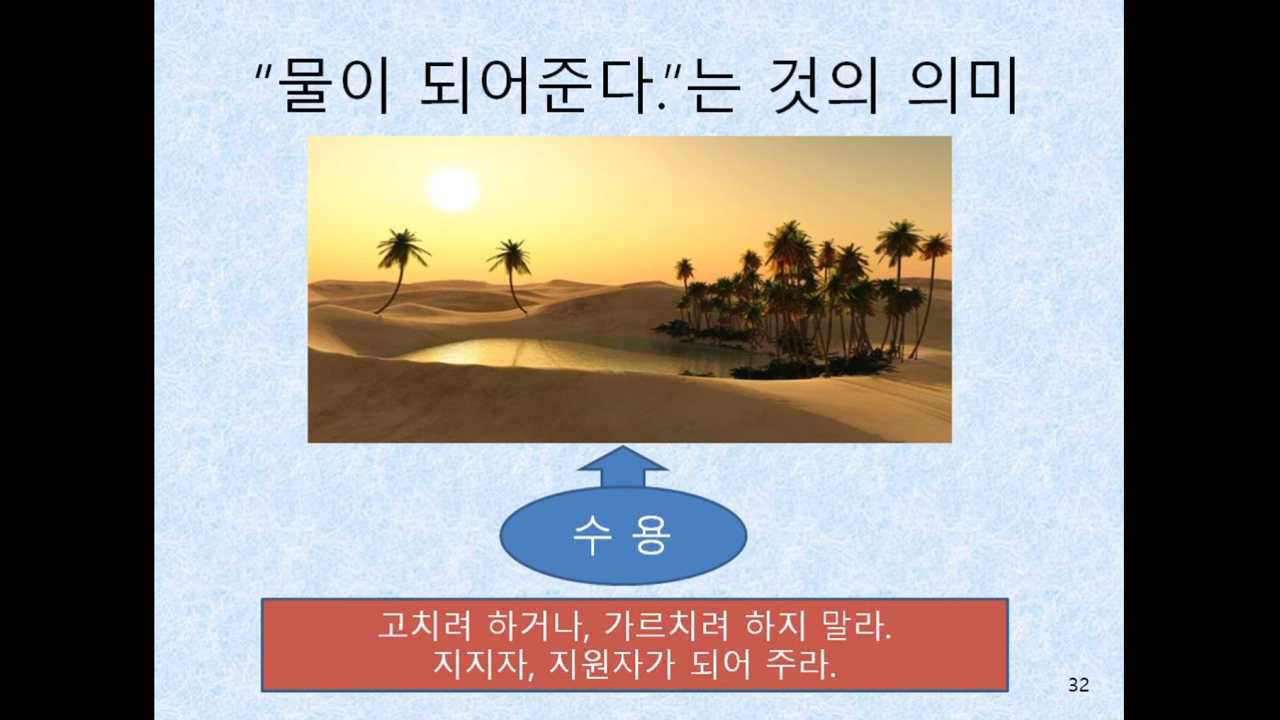 "물이 되어준다."는 것의 의미
수 용
고치려 하거나, 가르치려 하지 말라.
지지자, 지원자가 되어 주라.
32